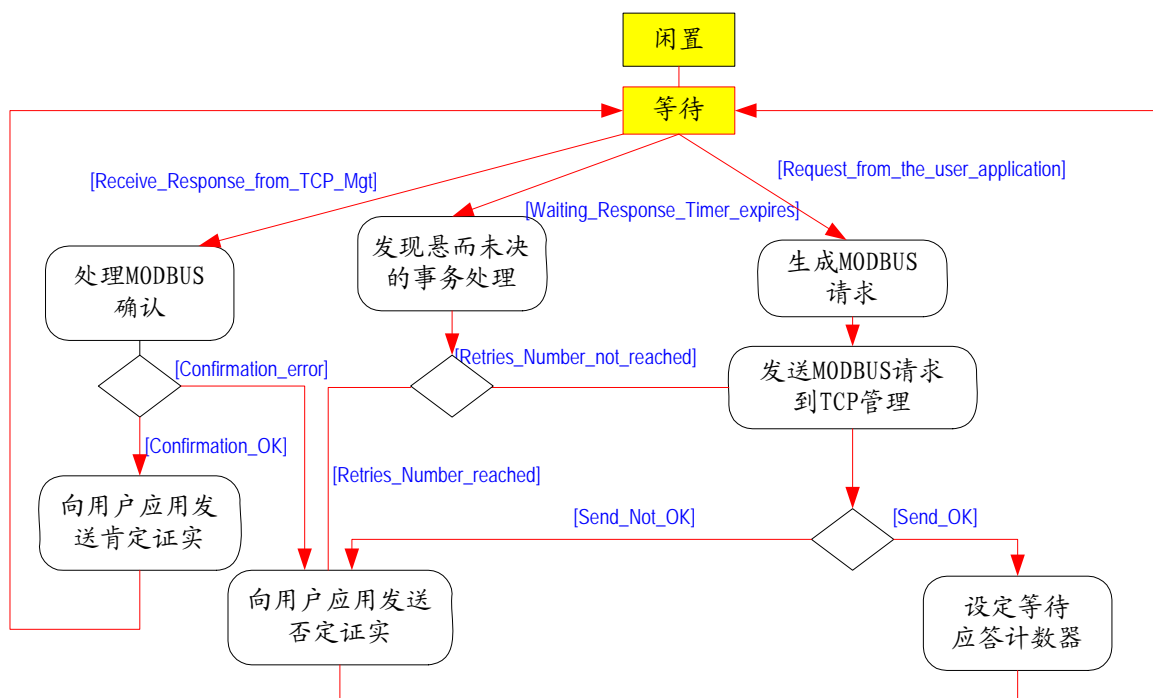 闲置
等待
[Receive_Response_from_TCP_Mgt]
[Request_from_the_user_application]
[Waiting_Response_Timer_expires]
处理MODBUS
确认
发现悬而未决
的事务处理
生成MODBUS
请求
[Confirmation_error]
[Retries_Number_not_reached]
发送MODBUS请求
到TCP管理
[Confirmation_OK]
[Retries_Number_reached]
向用户应用发
送肯定证实
[Send_Not_OK]
[Send_OK]
向用户应用发送
否定证实
设定等待
应答计数器